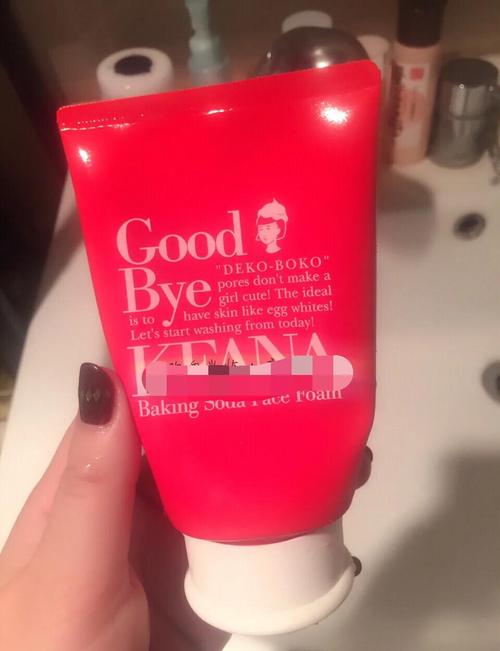 Good
"DEKO-BOKO"
Bye pores don't make a
girl cute! The ideal
is to have skin like egg whites!
Let's start washing from today!
KEANA
Baking Soda Face Foam